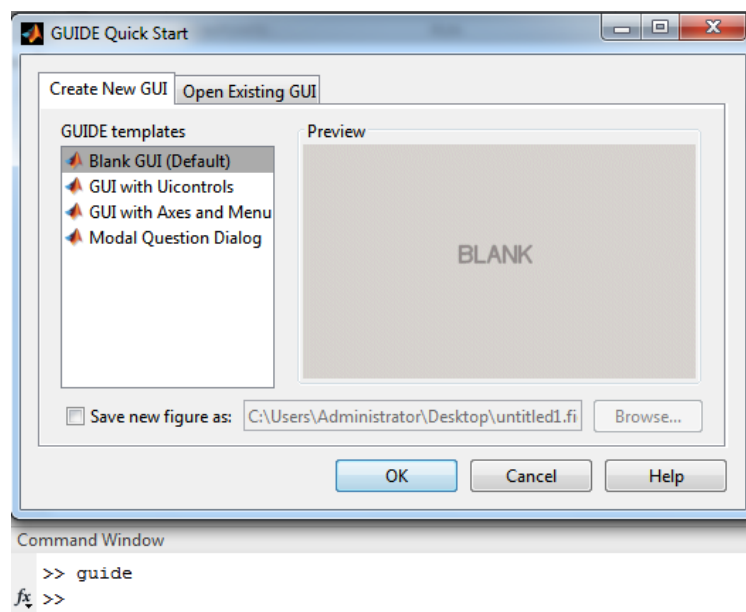 GUIDE Quick Start
Create New GUI Open Existing GUI
GUIDE templates
Preview
Blank GUI (Default)
GUI with Uicontrols
GUI with Axes and Menu
Modal Question Dialog
BLANK
Save new figure as: C:\Users\Administrator\Desktop\untitled1.fi Browse...
OK Cancel Help
Command Window
>> guide
fx >>